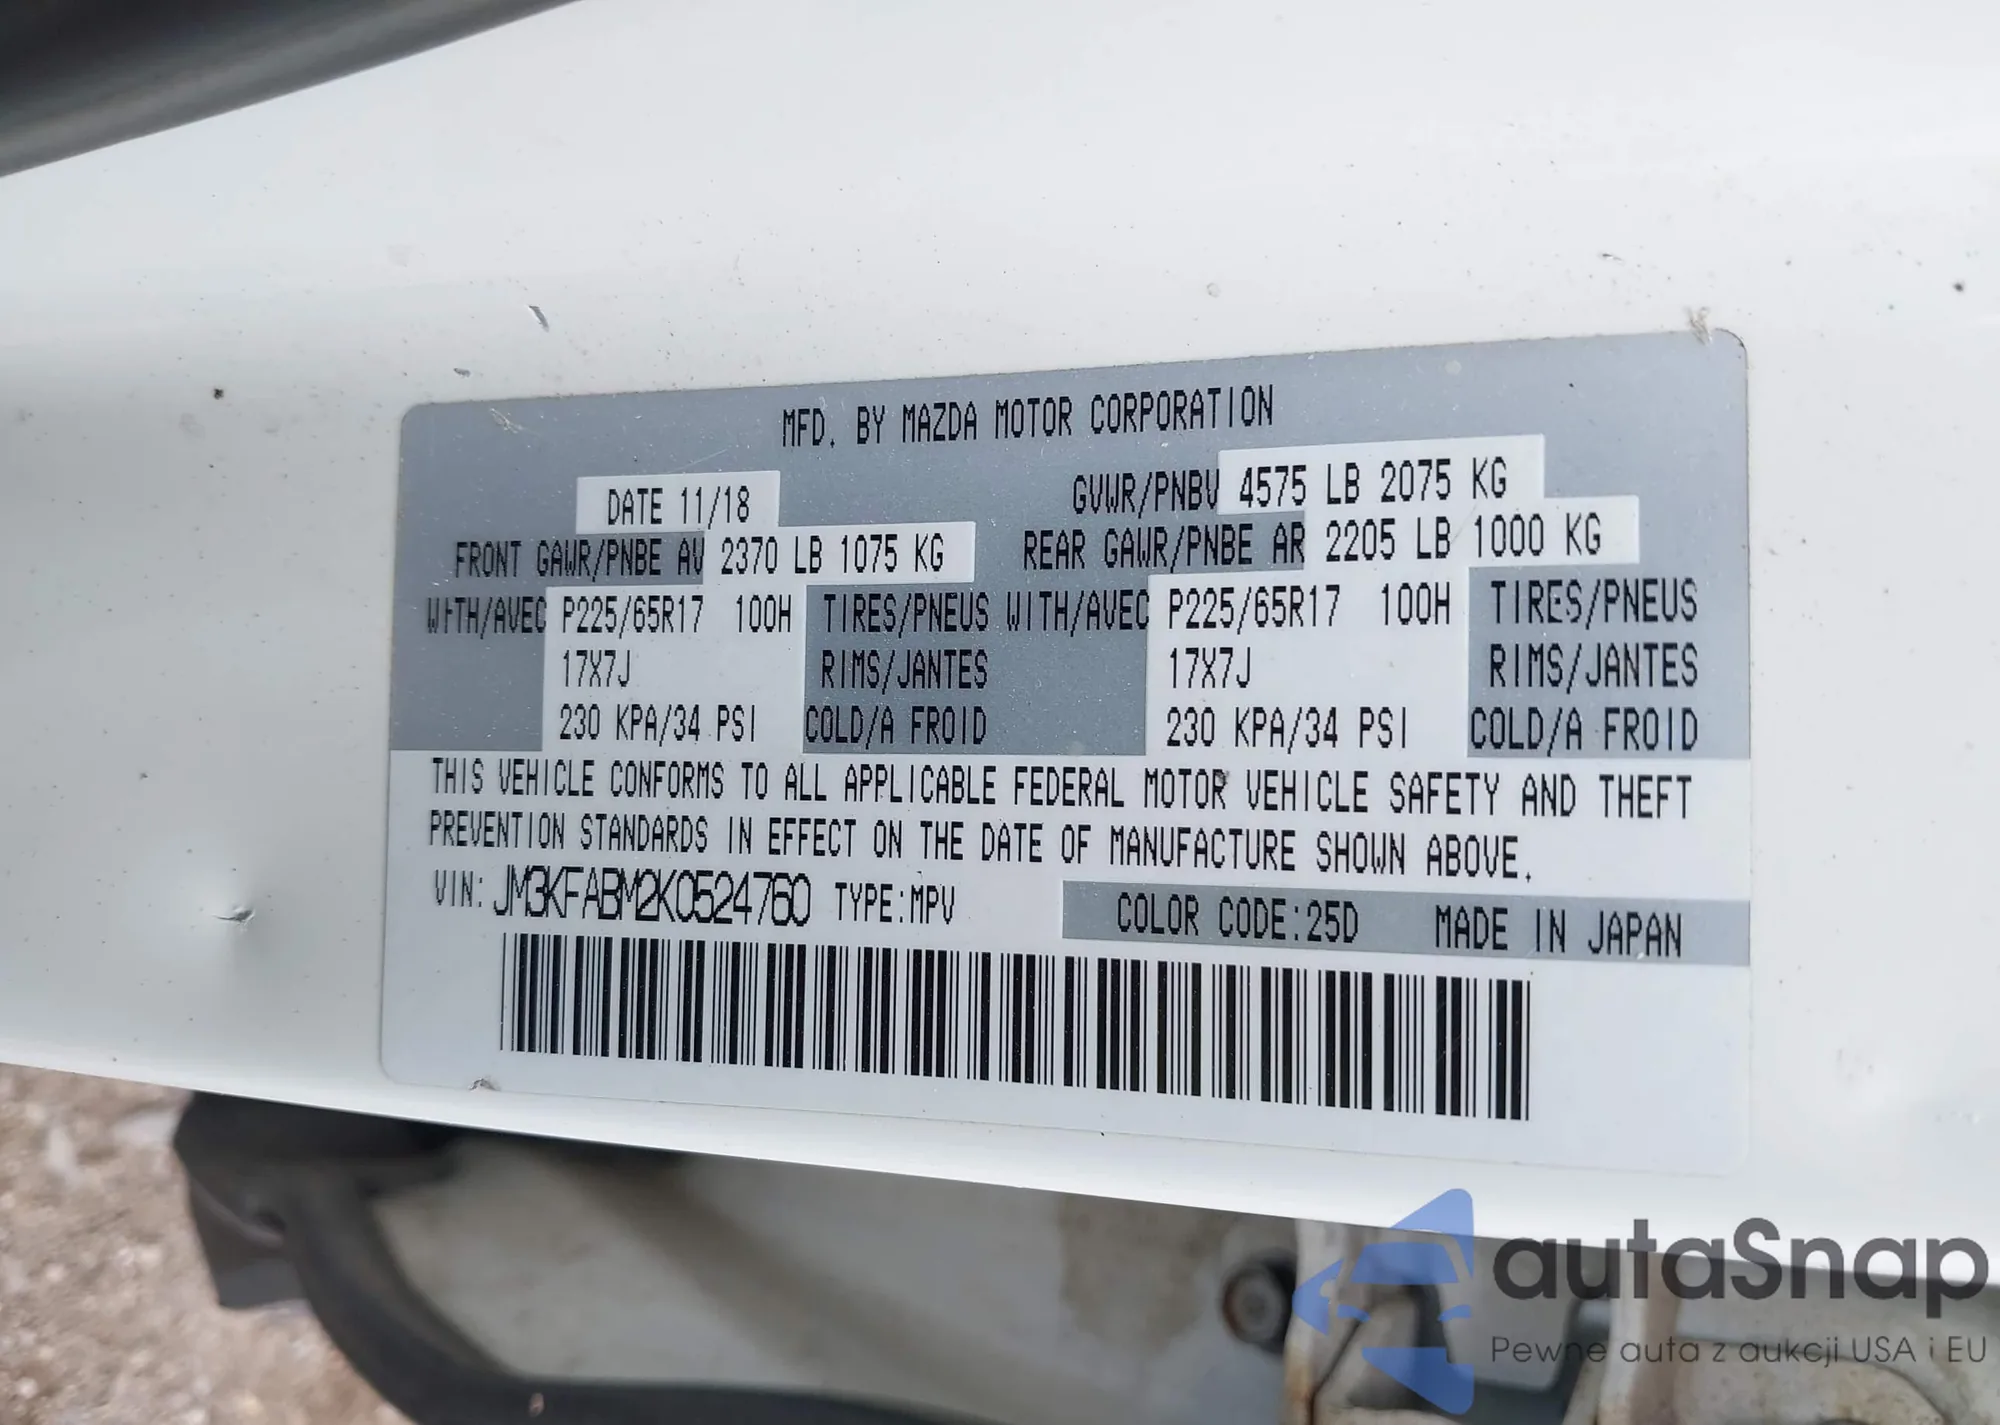 MFD. BY MAZDA MOTOR CORPORATION
DATE 11/18 GVWR/PNBV 4575 LB 2075 KG
FRONT GAWR/PNBE AV 2370 LB 1075 KG REAR GAWR/PNBE AR 2205 LB 1000 KG
WITH/AVEC P225/65R17 100H TIRES/PNEUS WITH/AVEC P225/65R17 100H TIRES/PNEUS
17X7J RIMS/JANTES 17X7J RIMS/JANTES
230 KPA/34 PSI COLD/A FROID 230 KPA/34 PSI COLD/A FROID
THIS VEHICLE CONFORMS TO ALL APPLICABLE FEDERAL MOTOR VEHICLE SAFETY AND THEFT
PREVENTION STANDARDS IN EFFECT ON THE DATE OF MANUFACTURE SHOWN ABOVE.
VIN: JM3KFABM2K0524760 TYPE:MPV COLOR CODE:25D MADE IN JAPAN
autaSnap
Pewne auta z aukcji USA i EU